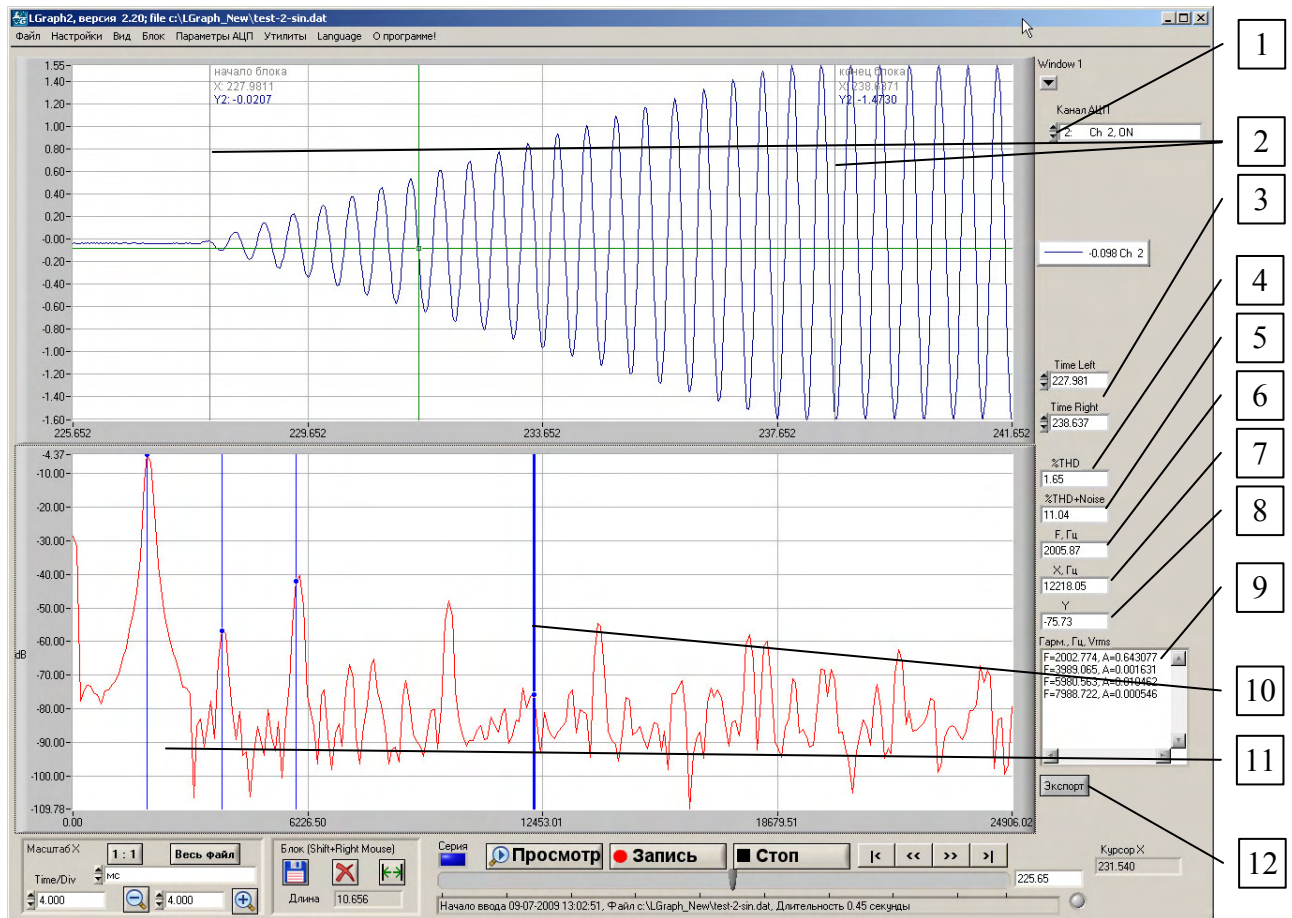 LGraph2, версия 2.20; file c:\LGraph_New\test-2-sin.dat
Файл Настройки Вид Блок Параметры АЦП Утилиты Language О программе!
1.55
1.40
1.20
1.00
0.80
0.60
0.40
0.20
-0.00
-0.20
-0.40
-0.60
-0.80
-1.00
-1.20
-1.40
-1.60
начало блока
X: 227.9811
Y2: -0.0207
конец блока
X: 238.6371
Y2: -1.4730
225.652 229.652 233.652 237.652 241.652
Window 1
Канал АЦП
2: Ch 2, ON
-0.098 Ch 2
Time Left
227.981
Time Right
238.637
%THD
1.65
%THD+Noise
11.04
F, Гц
2005.87
X, Гц
12218.05
Y
-75.73
Гарм., Гц, Vrms
F=2002.774, A=0.643077
F=3989.065, A=0.001631
F=5980.563, A=0.010462
F=7988.722, A=0.000546
Экспорт
-4.37
-10.00
-20.00
-30.00
-40.00
-50.00
-60.00
dB
-70.00
-80.00
-90.00
-100.00
-109.78
0.00 6226.50 12453.01 18679.51 24906.02
1
2
3
4
5
6
7
8
9
10
11
12
Масштаб X
1 : 1
Весь файл
Time/Div
мс
4.000
4.000
Блок (Shift+Right Mouse)
Длина 10.656
Серия
Просмотр
Запись
Стоп
|< << >> >|
225.65
Курсор X
231.540
Начало ввода 09-07-2009 13:02:51, Файл c:\LGraph_New\test-2-sin.dat, Длительность 0.45 секунды